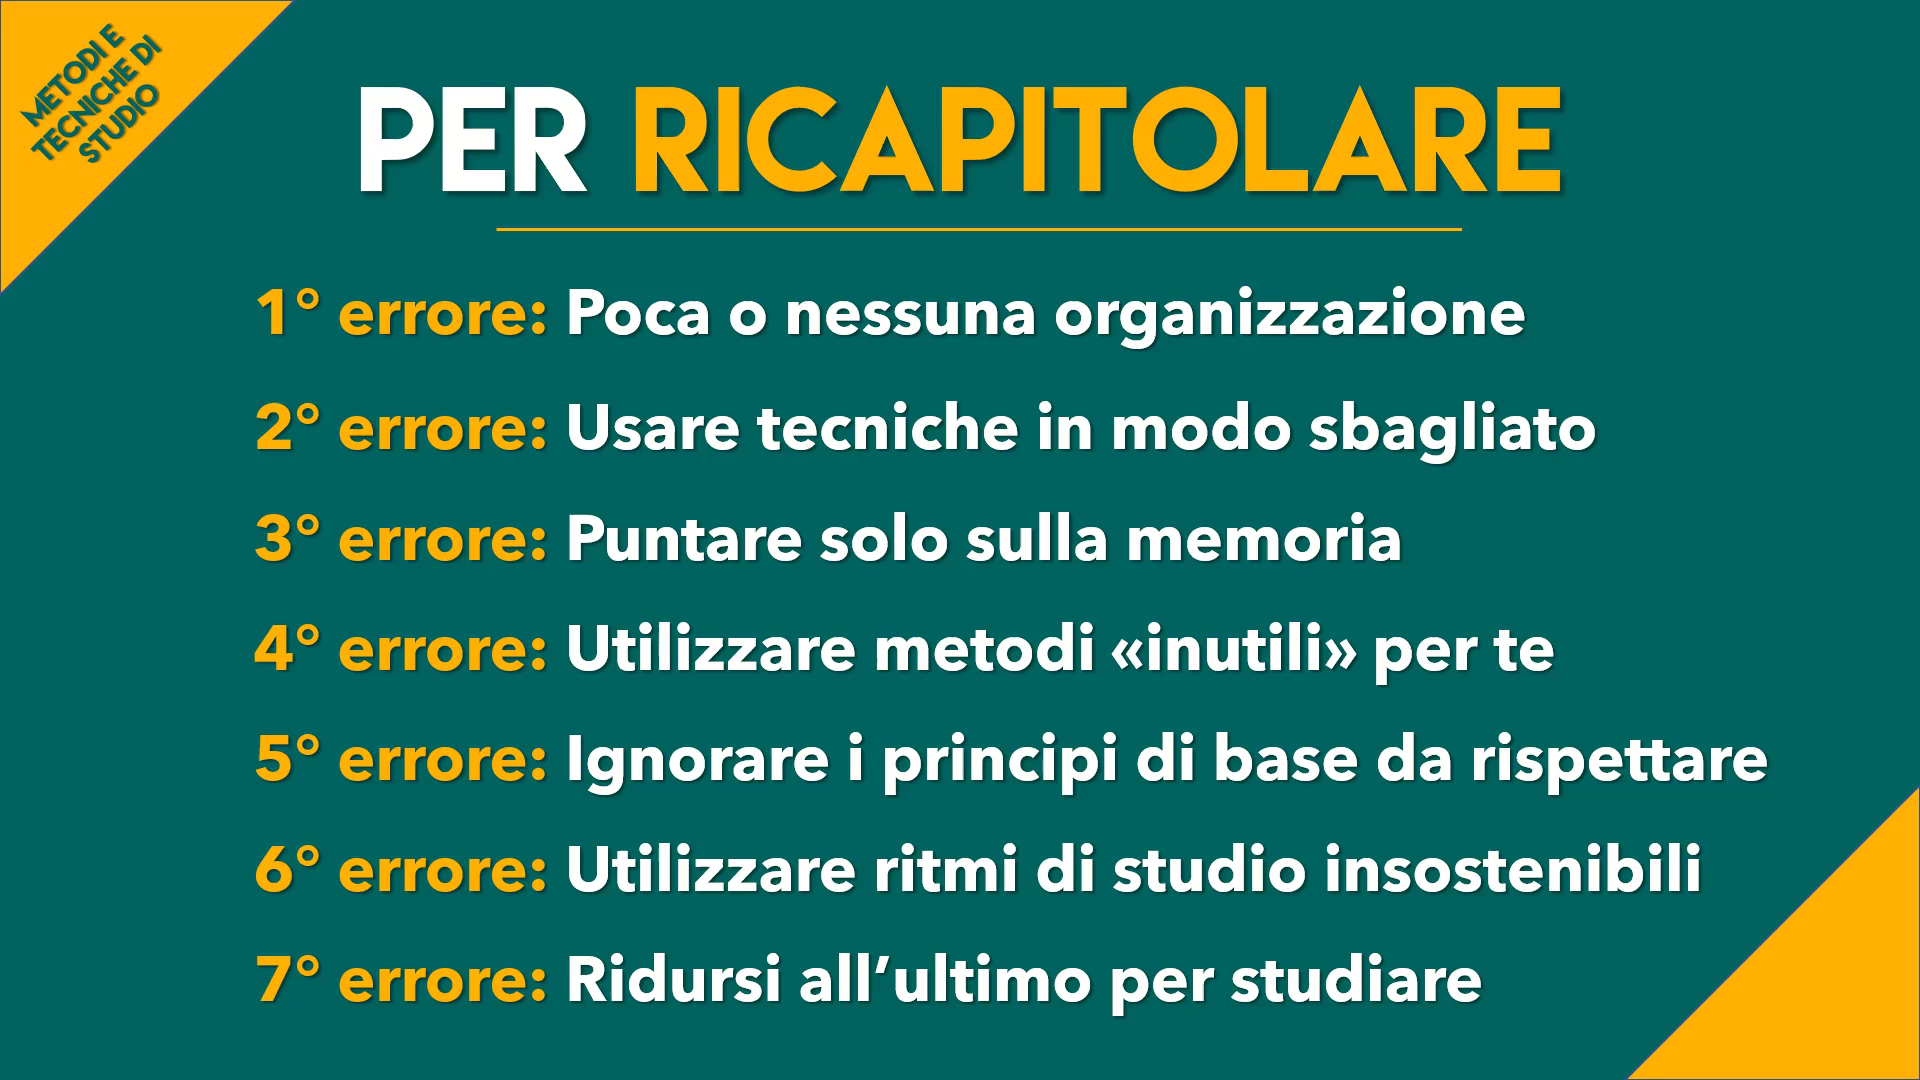 METODI E
TECNICHE DI
STUDIO
PER RICAPITOLARE
1° errore: Poca o nessuna organizzazione
2° errore: Usare tecniche in modo sbagliato
3° errore: Puntare solo sulla memoria
4° errore: Utilizzare metodi «inutili» per te
5° errore: Ignorare i principi di base da rispettare
6° errore: Utilizzare ritmi di studio insostenibili
7° errore: Ridursi all’ultimo per studiare